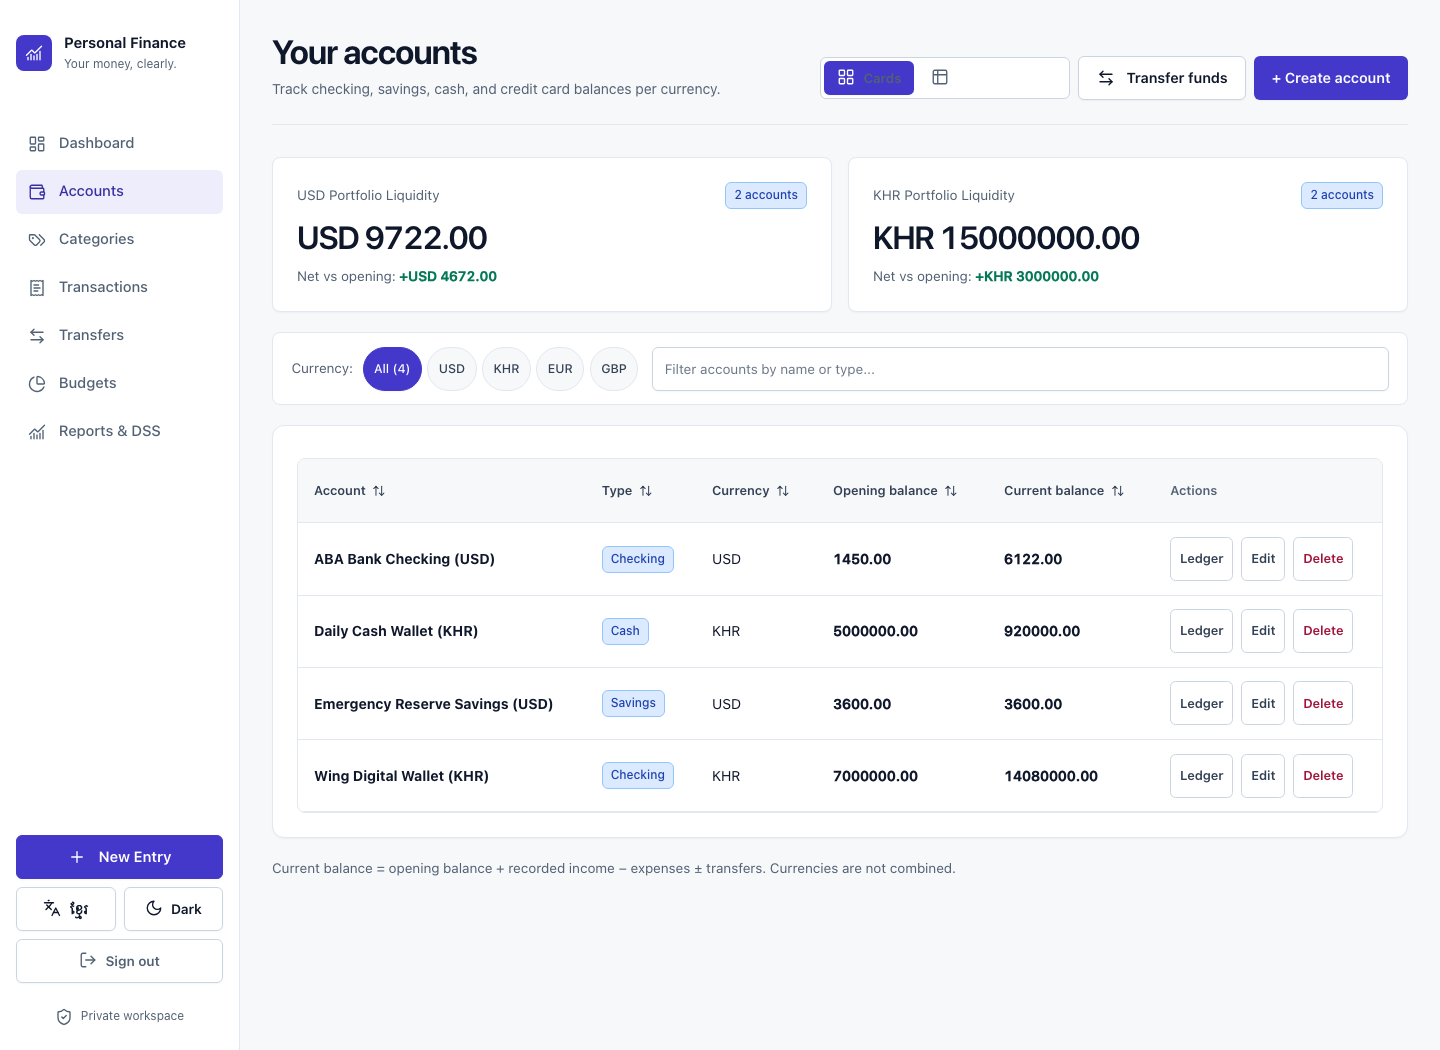 Personal Finance
Your money, clearly.
Dashboard
Accounts
Categories
Transactions
Transfers
Budgets
Reports & DSS
New Entry
ខ្មែរ
Dark
Sign out
Private workspace
Your accounts
Track checking, savings, cash, and credit card balances per currency.
Cards
Transfer funds
+ Create account
USD Portfolio Liquidity
2 accounts
USD 9722.00
Net vs opening: +USD 4672.00
KHR Portfolio Liquidity
2 accounts
KHR 15000000.00
Net vs opening: +KHR 3000000.00
Currency: All (4) USD KHR EUR GBP Filter accounts by name or type...
Account Type Currency Opening balance Current balance Actions
ABA Bank Checking (USD) Checking USD 1450.00 6122.00 Ledger Edit Delete
Daily Cash Wallet (KHR) Cash KHR 5000000.00 920000.00 Ledger Edit Delete
Emergency Reserve Savings (USD) Savings USD 3600.00 3600.00 Ledger Edit Delete
Wing Digital Wallet (KHR) Checking KHR 7000000.00 14080000.00 Ledger Edit Delete
Current balance = opening balance + recorded income − expenses ± transfers. Currencies are not combined.